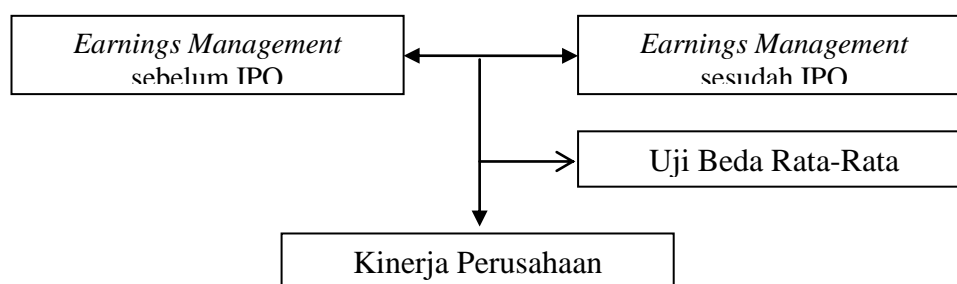 Earnings Management
sebelum IPO
Earnings Management
sesudah IPO
Uji Beda Rata-Rata
Kinerja Perusahaan